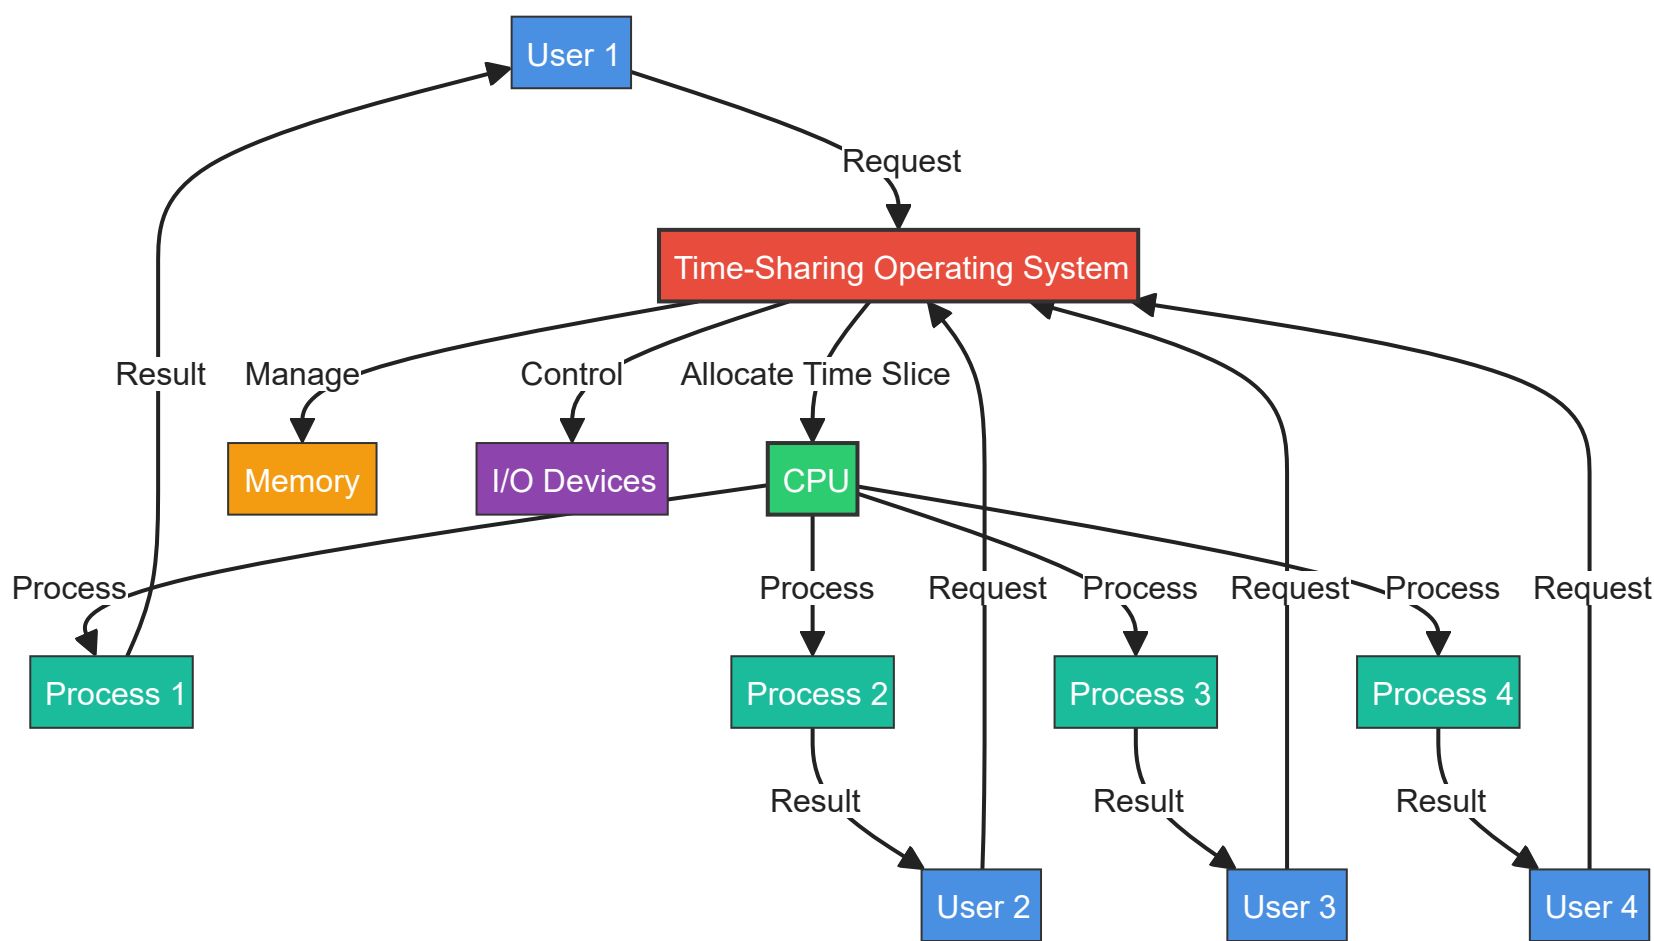 User 1
Request
Time-Sharing Operating System
Result
Manage
Control
Allocate Time Slice
Memory
I/O Devices
CPU
Process
Process
Request
Process
Request
Process
Request
Process 1
Process 2
Process 3
Process 4
Result
Result
Result
User 2
User 3
User 4